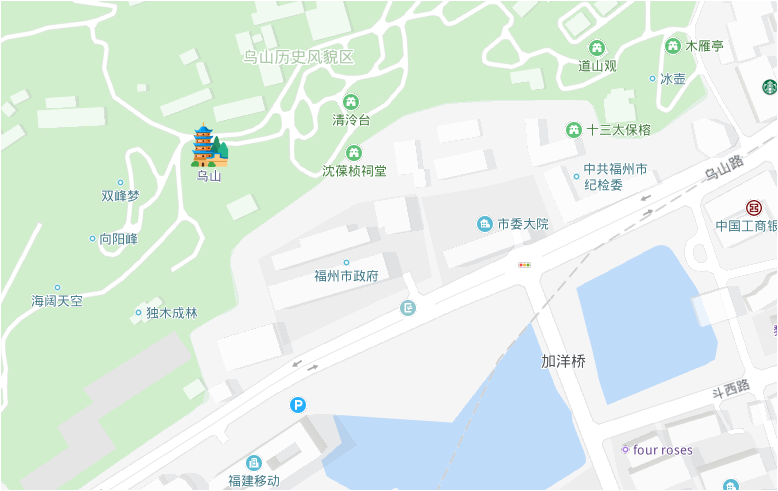 木雁亭
乌山历史风貌区
道山观
冰壶
清泠台
十三太保榕
乌山路
沈葆桢祠堂
中共福州市
纪检委
乌山
双峰梦
市委大院
中国工商银
向阳峰
福州市政府
海阔天空
独木成林
加洋桥
斗西路
P
four roses
福建移动